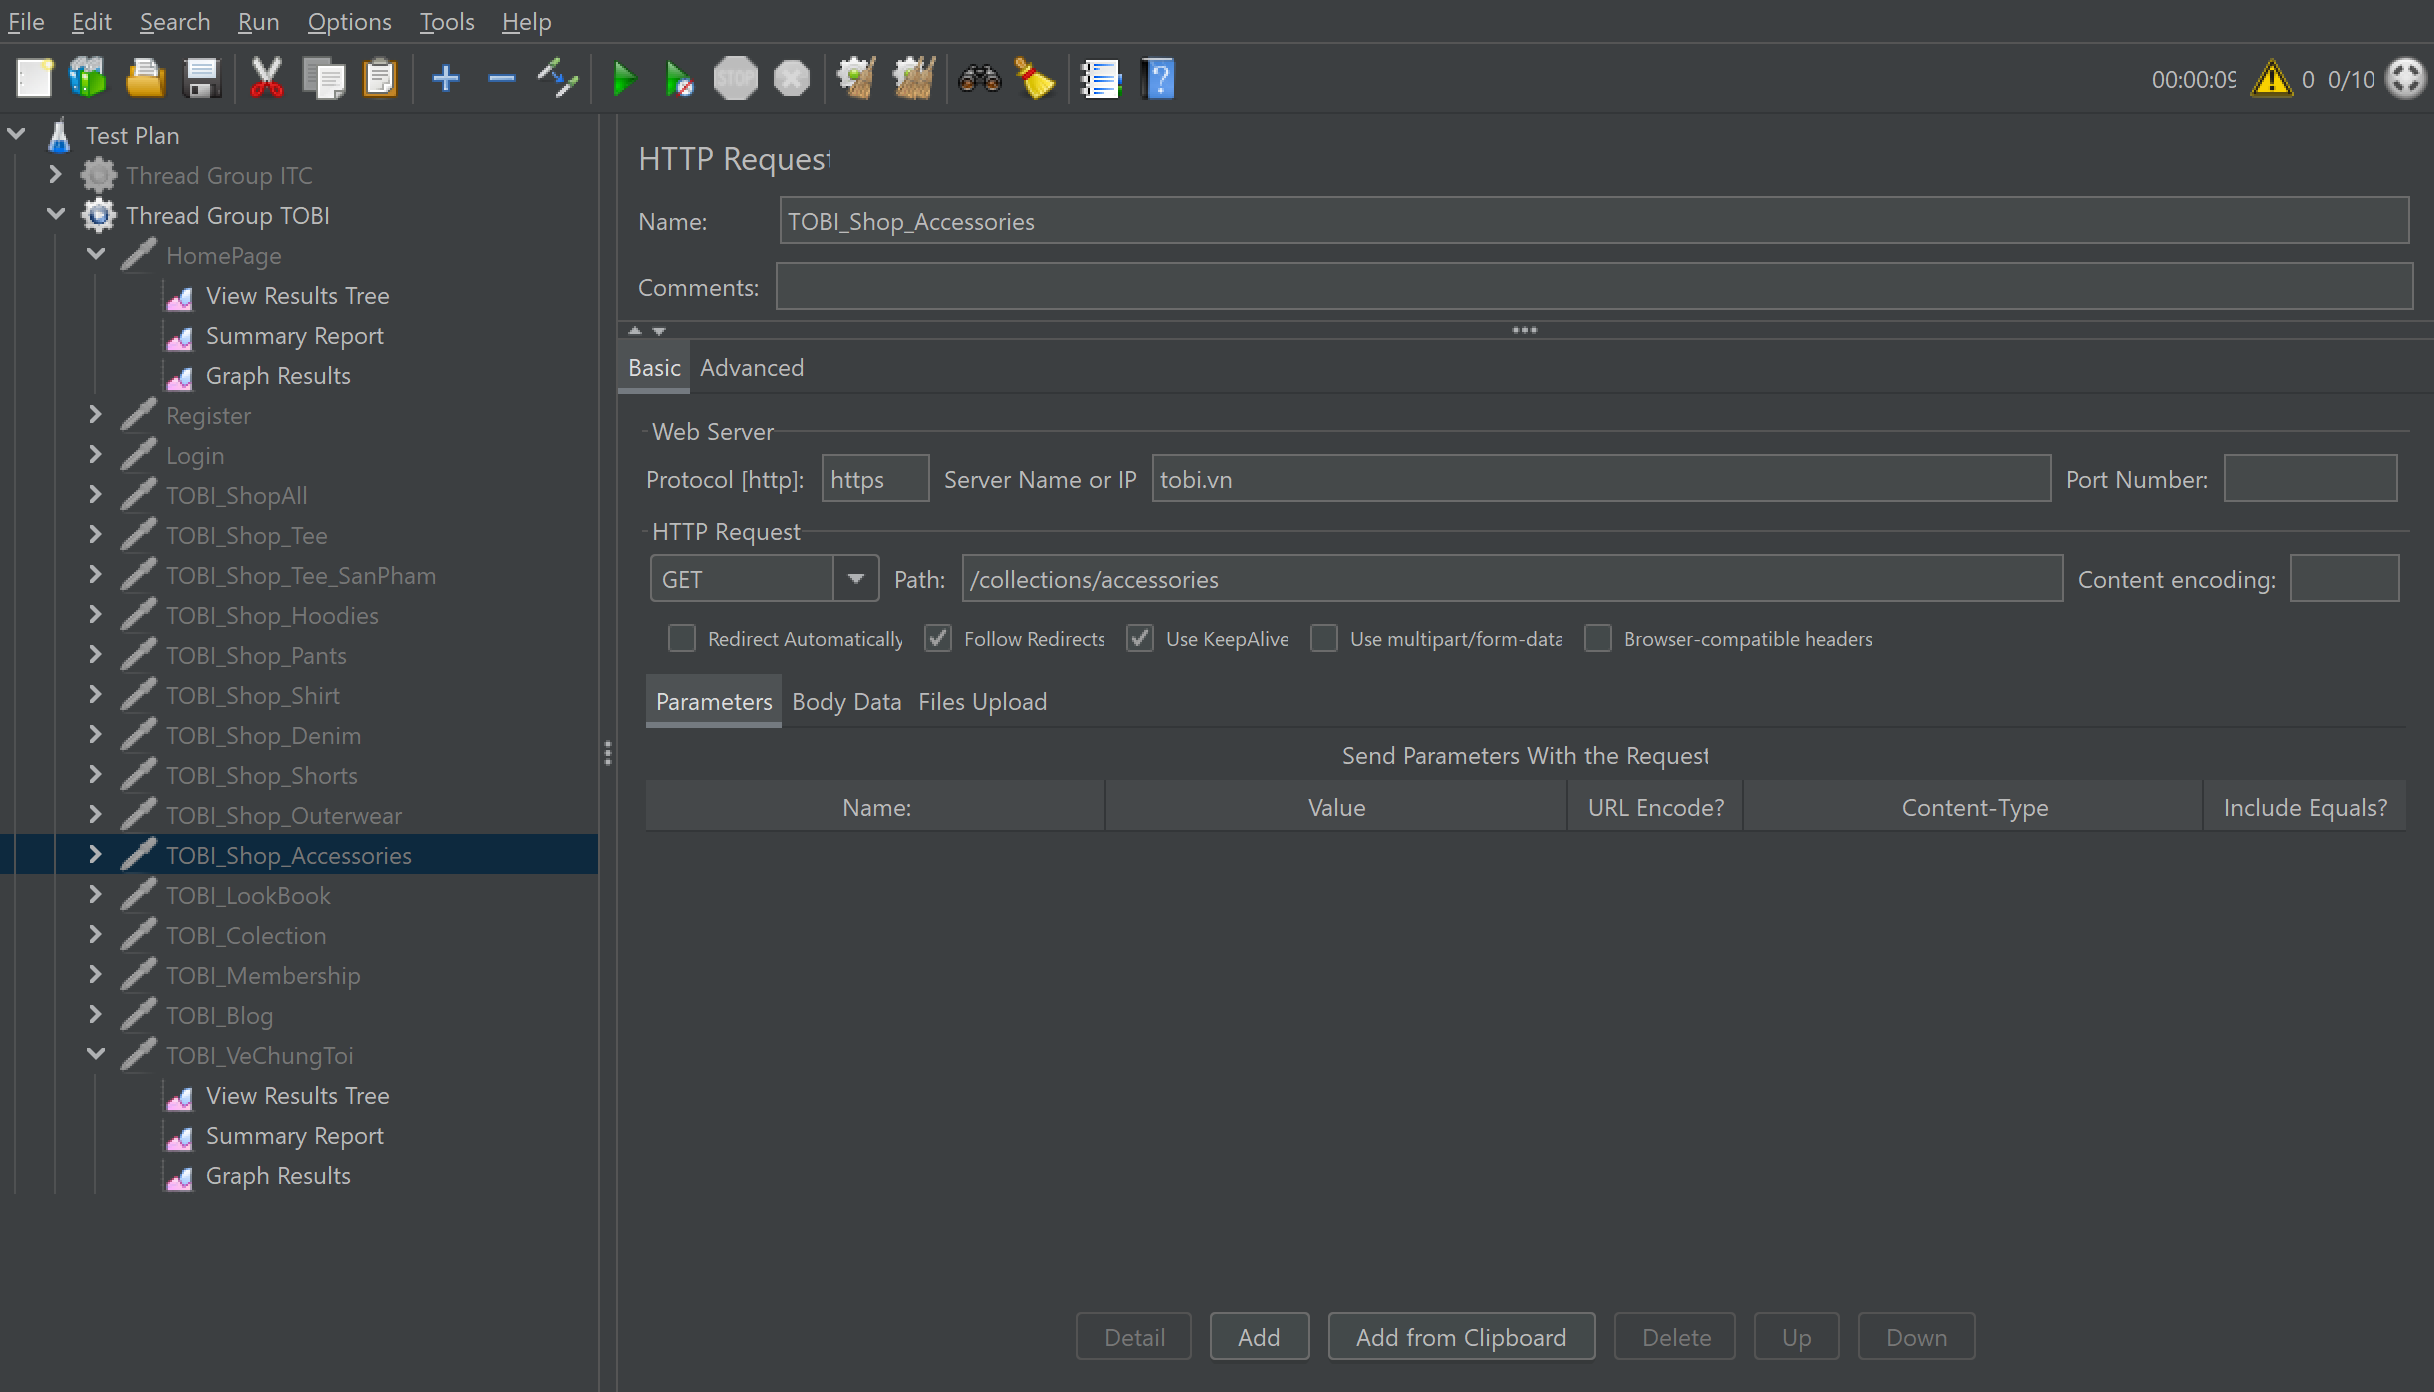 File Edit Search Run Options Tools Help
STOP
00:00:09 0 0/10
Test Plan
Thread Group ITC
Thread Group TOBI
HomePage
View Results Tree
Summary Report
Graph Results
Register
Login
TOBI_ShopAll
TOBI_Shop_Tee
TOBI_Shop_Tee_SanPham
TOBI_Shop_Hoodies
TOBI_Shop_Pants
TOBI_Shop_Shirt
TOBI_Shop_Denim
TOBI_Shop_Shorts
TOBI_Shop_Outerwear
TOBI_Shop_Accessories
TOBI_LookBook
TOBI_Colection
TOBI_Membership
TOBI_Blog
TOBI_VeChungToi
View Results Tree
Summary Report
Graph Results
HTTP Request
Name: TOBI_Shop_Accessories
Comments:
Basic Advanced
Web Server
Protocol [http]: https Server Name or IP tobi.vn Port Number:
HTTP Request
GET Path: /collections/accessories Content encoding:
Redirect Automatically Follow Redirects Use KeepAlive Use multipart/form-data Browser-compatible headers
Parameters Body Data Files Upload
Send Parameters With the Request
Name: Value URL Encode? Content-Type Include Equals?
Detail Add Add from Clipboard Delete Up Down